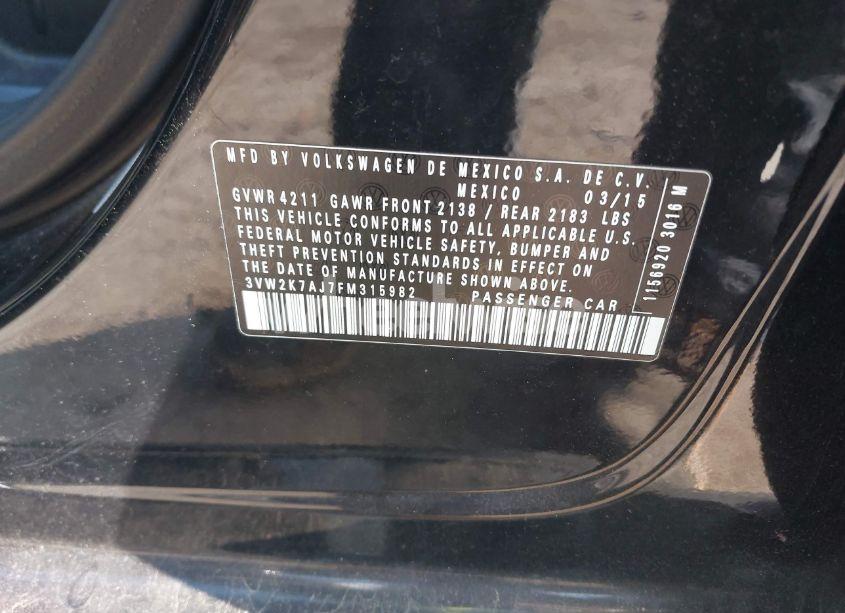 MFD BY VOLKSWAGEN DE MEXICO S.A. DE C.V.
MEXICO 03/15
GVWR 4211 GAWR FRONT 2138 / REAR 2183 LBS
THIS VEHICLE CONFORMS TO ALL APPLICABLE U.S.
FEDERAL MOTOR VEHICLE SAFETY, BUMPER AND
THEFT PREVENTION STANDARDS IN EFFECT ON
THE DATE OF MANUFACTURE SHOWN ABOVE.
3VW2K7AJ7FM315982 PASSENGER CAR
1156920 3016 M